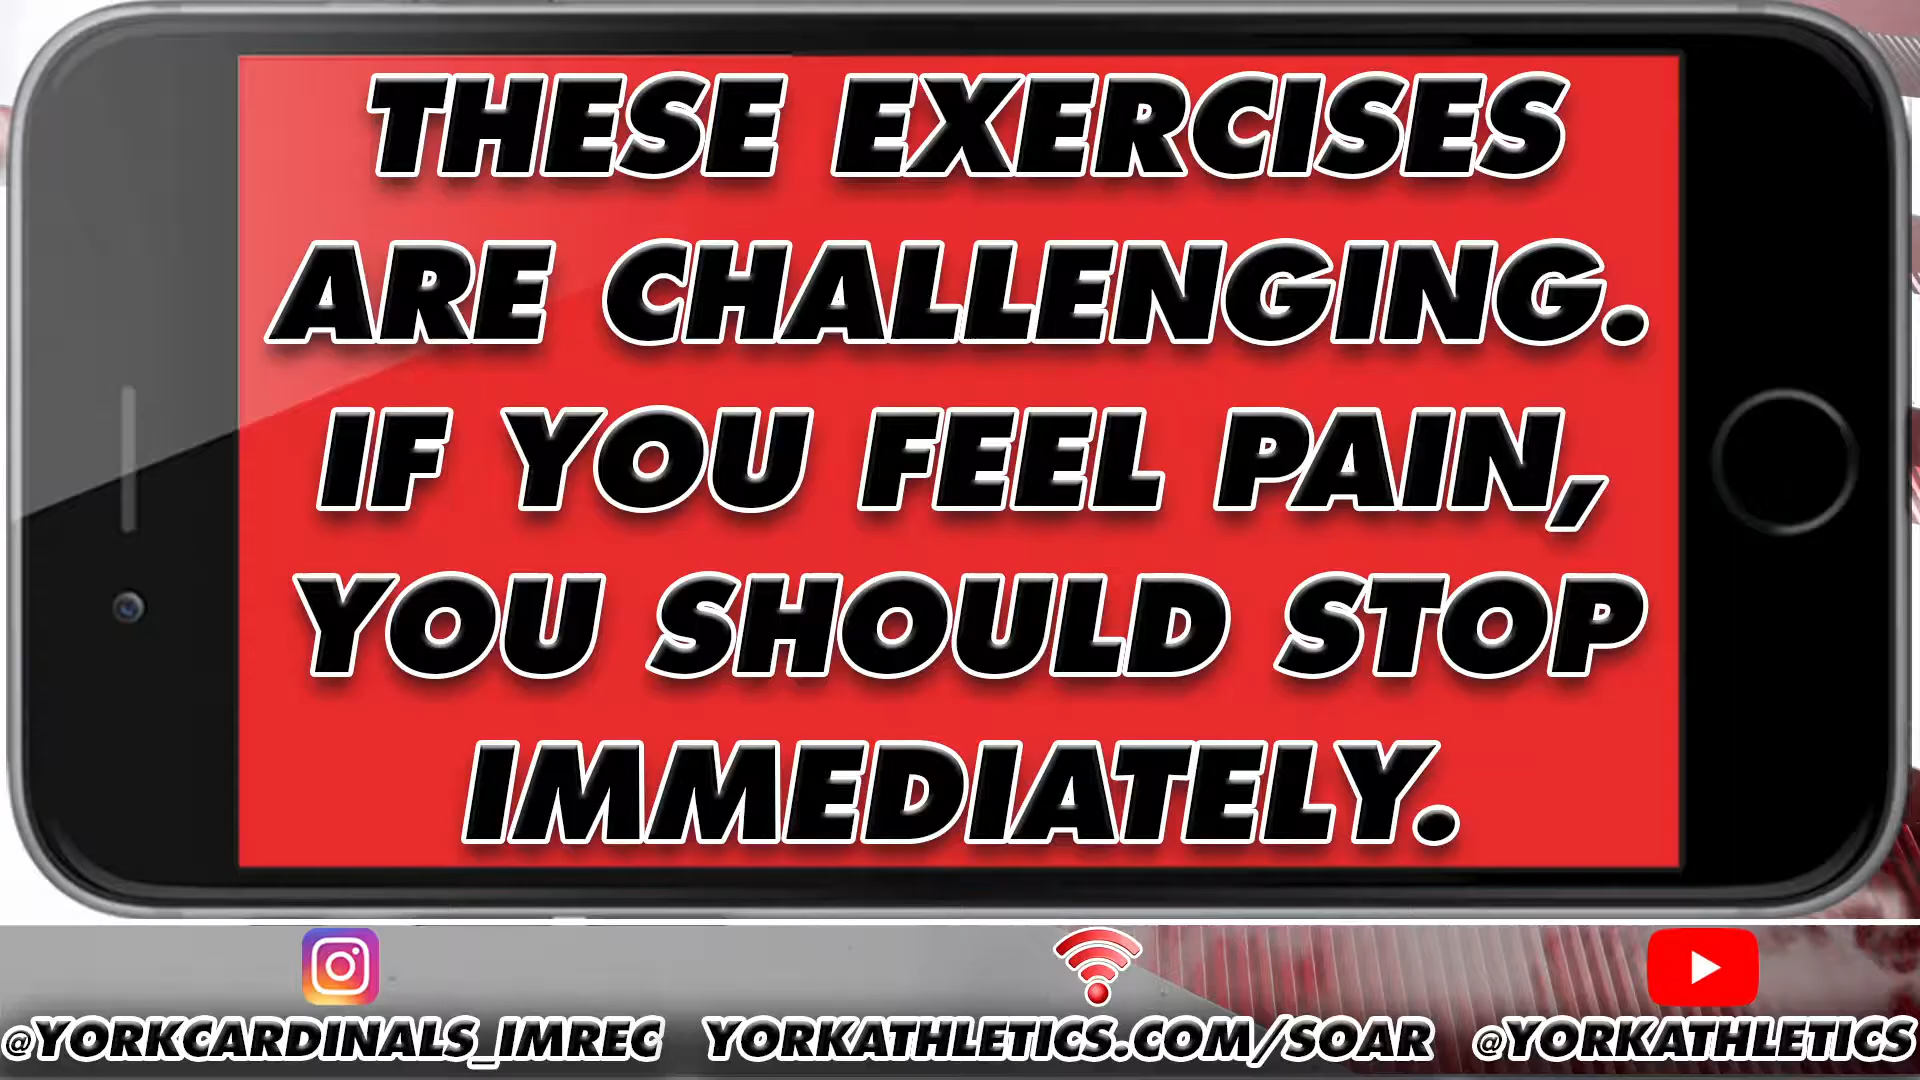 THESE EXERCISES
ARE CHALLENGING.
IF YOU FEEL PAIN,
YOU SHOULD STOP
IMMEDIATELY.
@YORKCARDINALS_IMREC YORKATHLETICS.COM/SOAR @YORKATHLETICS